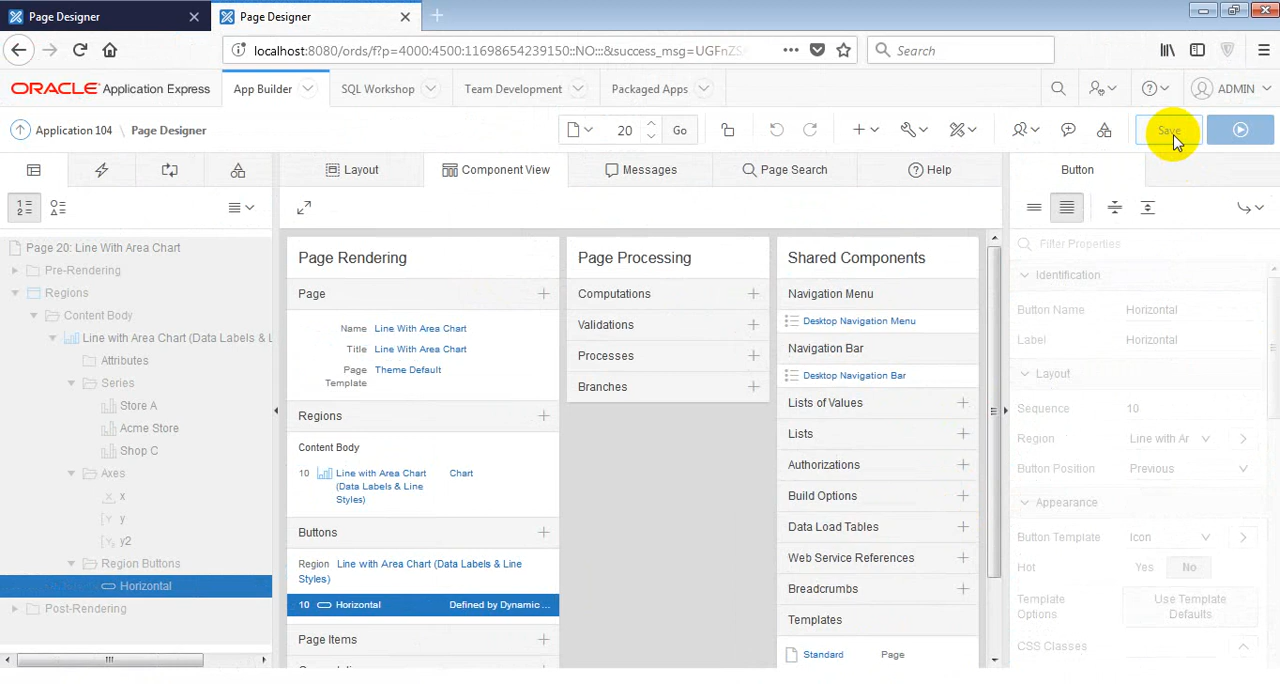 Page Designer
Page Designer
localhost:8080/ords/f?p=4000:4500:11698654239150::NO:::&success_msg=UGFnZS
Search
ORACLE Application Express
App Builder
SQL Workshop
Team Development
Packaged Apps
ADMIN
Application 104 \ Page Designer
20
Go
Save
Layout
Component View
Messages
Page Search
Help
Button
Page 20: Line With Area Chart
Pre-Rendering
Regions
Content Body
Line with Area Chart (Data Labels & L
Attributes
Series
Store A
Acme Store
Shop C
Axes
x
y
y2
Region Buttons
Horizontal
Post-Rendering
Page Rendering
Page
Name Line With Area Chart
Title Line With Area Chart
Page Template Theme Default
Regions
Content Body
10 Line with Area Chart Chart
(Data Labels & Line
Styles)
Buttons
Region Line with Area Chart (Data Labels & Line
Styles)
10 Horizontal Defined by Dynamic ...
Page Items
Page Processing
Computations
Validations
Processes
Branches
Shared Components
Navigation Menu
Desktop Navigation Menu
Navigation Bar
Desktop Navigation Bar
Lists of Values
Lists
Authorizations
Build Options
Data Load Tables
Web Service References
Breadcrumbs
Templates
Standard Page
Filter Properties
Identification
Button Name Horizontal
Label Horizontal
Layout
Sequence 10
Region Line with Ar
Button Position Previous
Appearance
Button Template Icon
Hot Yes No
Template Options Use Template Defaults
CSS Classes